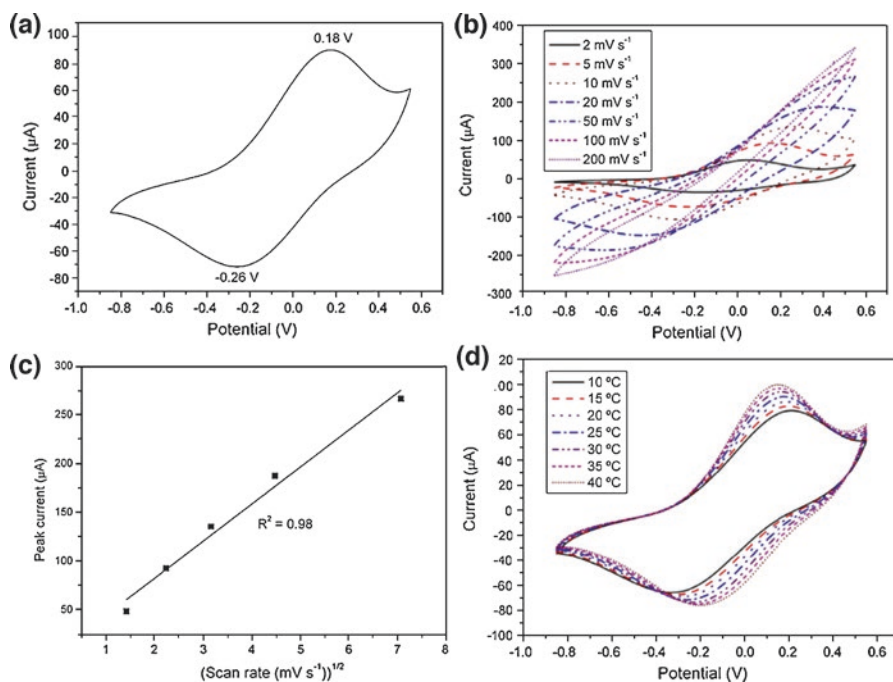 (a)
100
80
60
40
20
0
-20
-40
-60
-80
Current (µA)
0.18 V
-0.26 V
-1.0 -0.8 -0.6 -0.4 -0.2 0.0 0.2 0.4 0.6
Potential (V)
(b)
400
300
200
100
0
-100
-200
-300
Current (µA)
2 mV s⁻¹
5 mV s⁻¹
10 mV s⁻¹
20 mV s⁻¹
50 mV s⁻¹
100 mV s⁻¹
200 mV s⁻¹
-1.0 -0.8 -0.6 -0.4 -0.2 0.0 0.2 0.4 0.6
Potential (V)
(c)
300
250
200
150
100
50
Peak current (µA)
R² = 0.98
1 2 3 4 5 6 7 8
(Scan rate (mV s⁻¹))¹/²
(d)
20
00
80
60
40
20
0
-20
-40
-60
-80
-100
Current (µA)
10 ºC
15 ºC
20 ºC
25 ºC
30 ºC
35 ºC
40 ºC
-1.0 -0.8 -0.6 -0.4 -0.2 0.0 0.2 0.4 0.6
Potential (V)